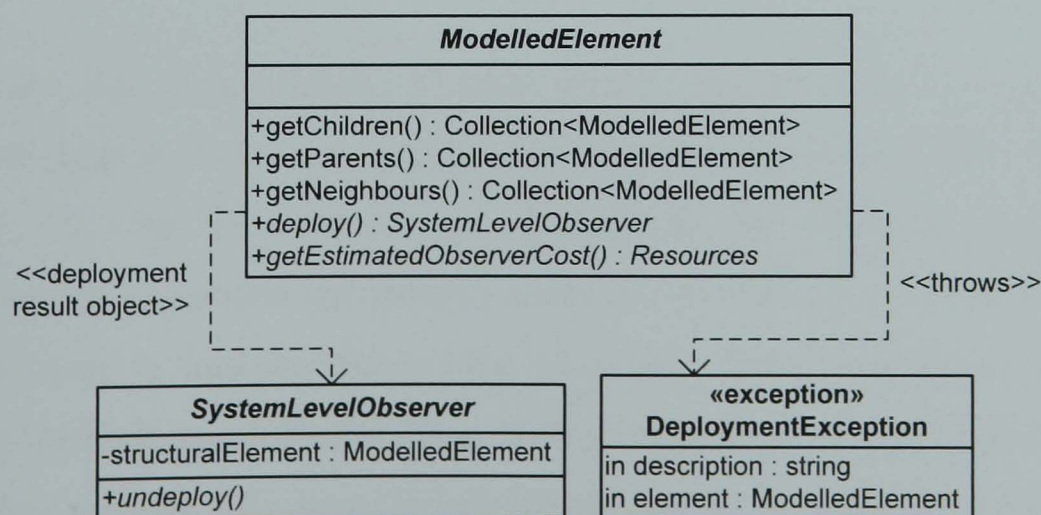 ModelledElement
+getChildren() : Collection<ModelledElement>
+getParents() : Collection<ModelledElement>
+getNeighbours() : Collection<ModelledElement>
+deploy() : SystemLevelObserver
+getEstimatedObserverCost() : Resources
<<deployment
result object>>
<<throws>>
SystemLevelObserver
-structuralElement : ModelledElement
+undeploy()
«exception»
DeploymentException
in description : string
in element : ModelledElement